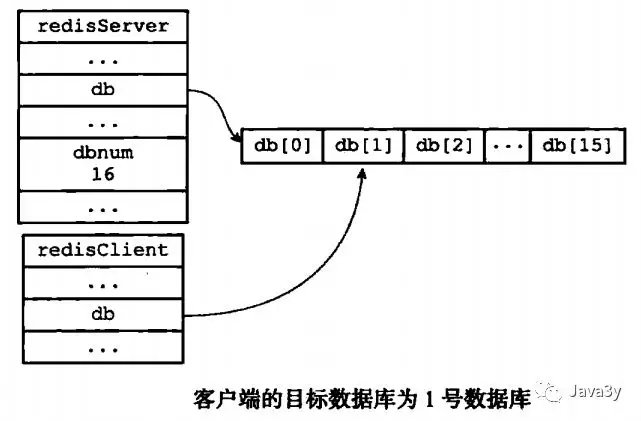 redisServer
...
db
...
dbnum
16
...
db[0] db[1] db[2] ... db[15]
redisClient
...
db
...
客户端的目标数据库为1号数据库
Java3y